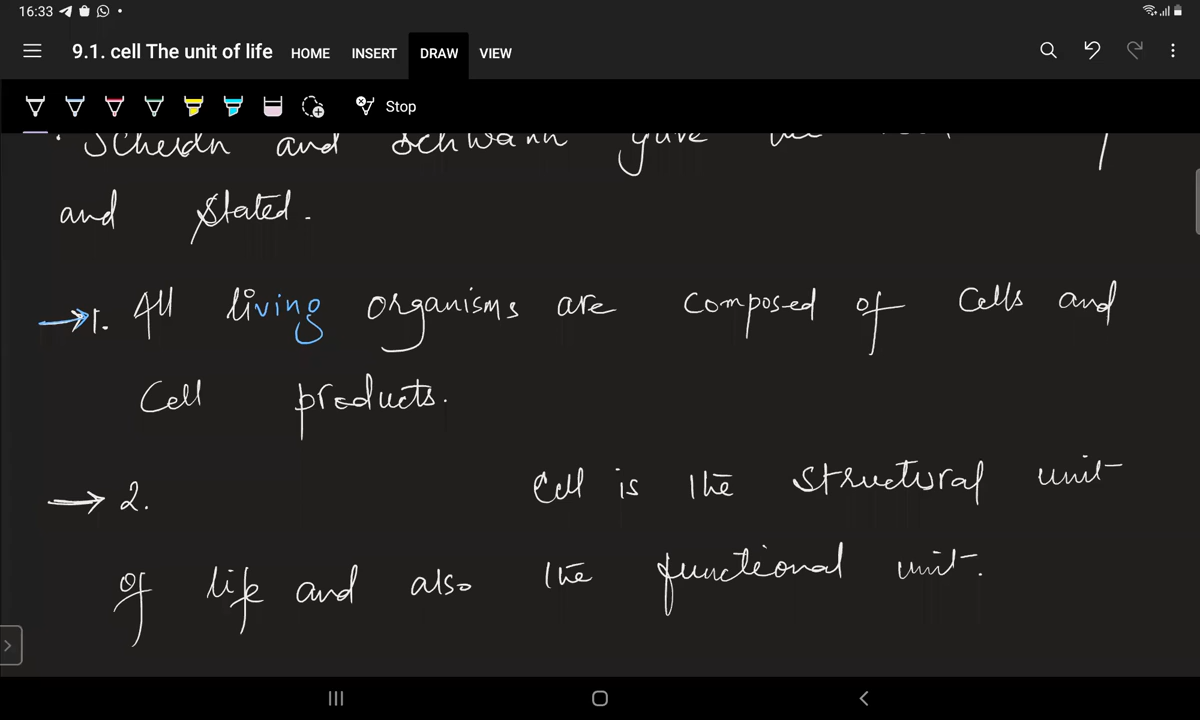 16:33
9.1. cell The unit of life HOME INSERT DRAW VIEW
Stop
and Schwann gave
and stated.
→1. All living organisms are composed of Cells and
Cell products.
→ 2. Cell is the structural unit
of life and also the functional unit.